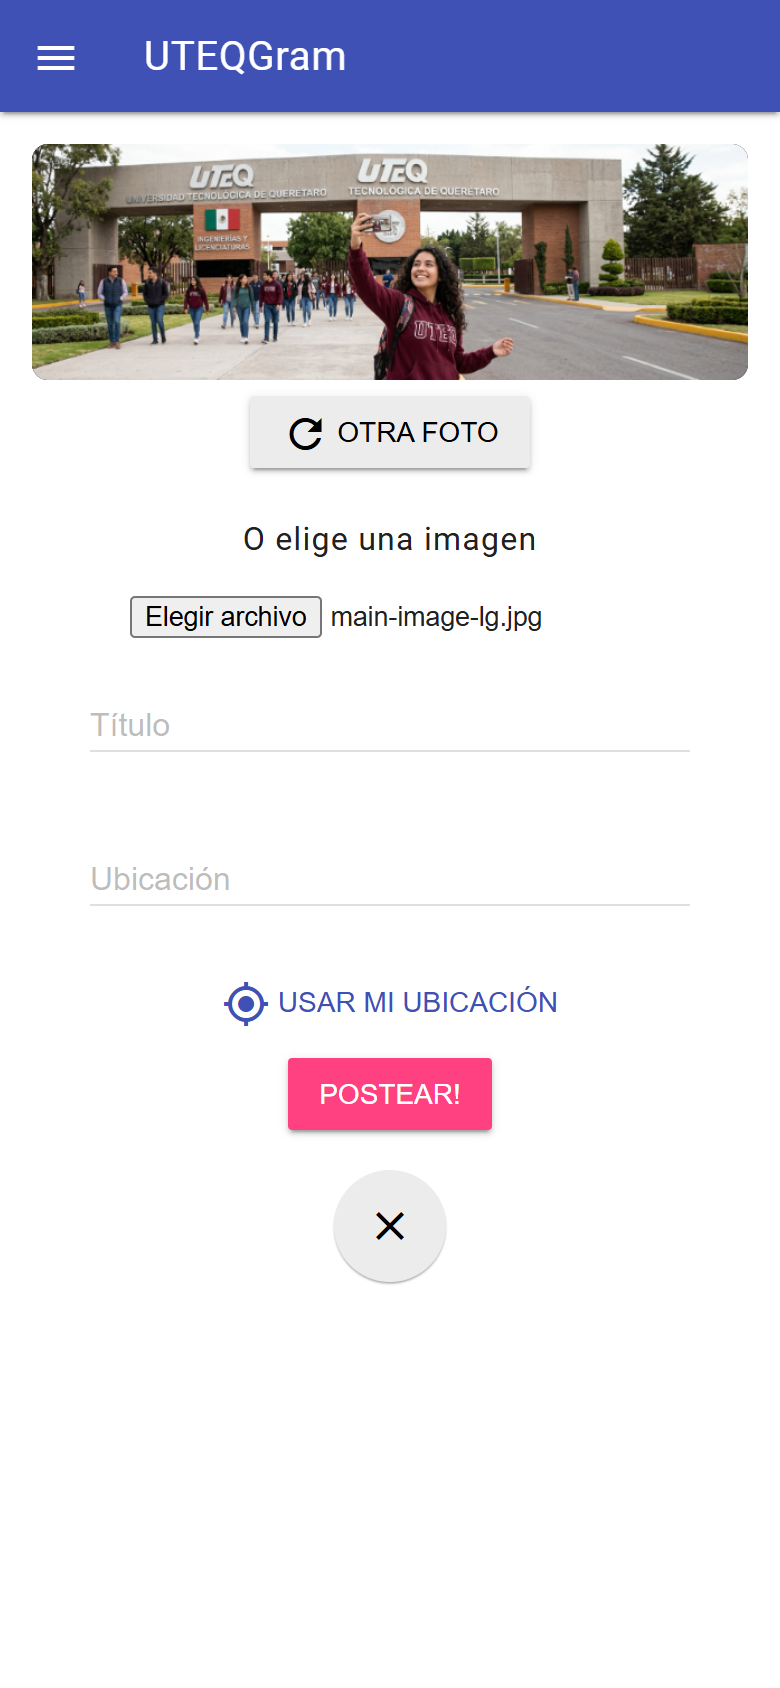 UTEQGram
UTEQ UTEQ
UNIVERSIDAD TECNOLÓGICA DE QUERÉTARO TECNOLÓGICA DE QUERÉTARO
INGENIERÍAS Y
LICENCIATURAS
UTEQ
OTRA FOTO
O elige una imagen
Elegir archivo main-image-lg.jpg
Título
Ubicación
USAR MI UBICACIÓN
POSTEAR!